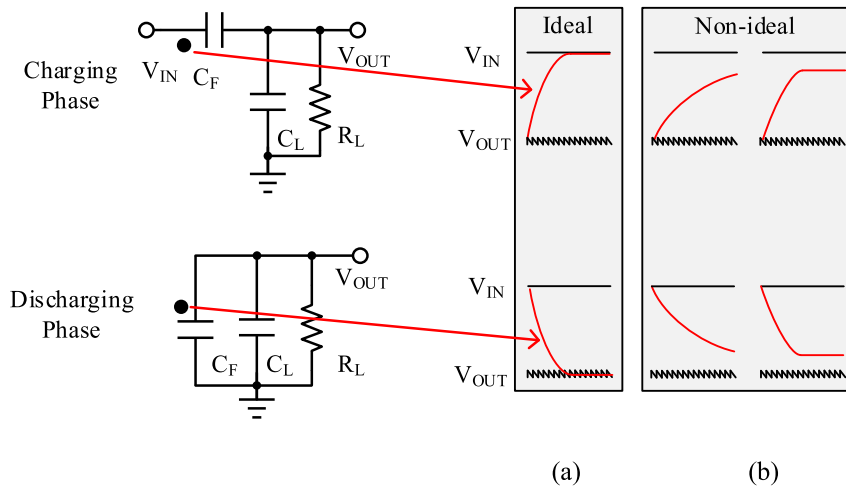 Ideal
Non-ideal
Charging
Phase
V_IN
C_F
V_OUT
C_L
R_L
V_IN
V_OUT
Discharging
Phase
V_OUT
C_F
C_L
R_L
V_IN
V_OUT
(a)
(b)